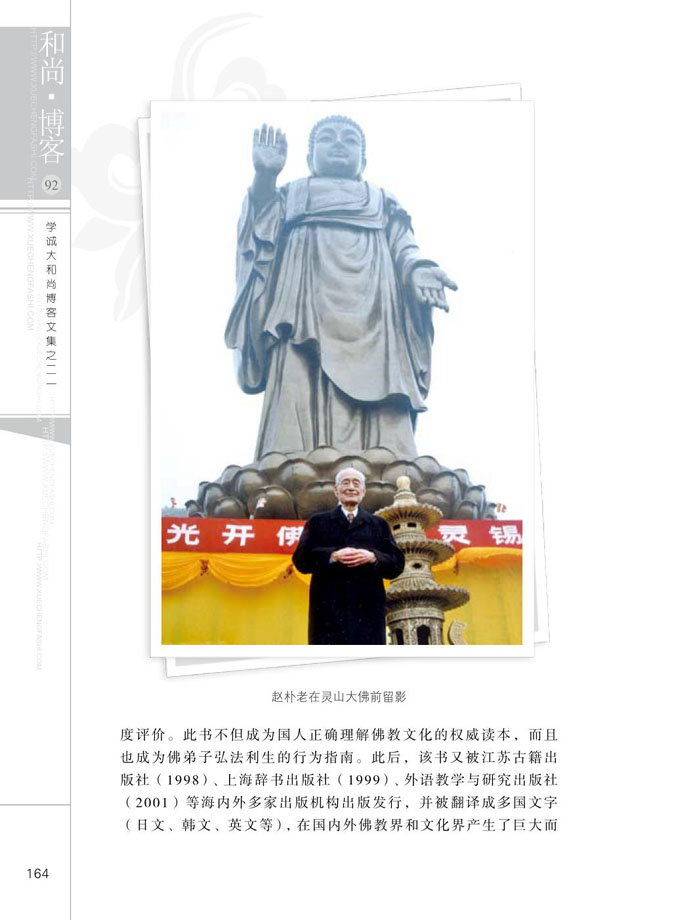 和尚·博客
92
学诚大和尚博客文集之二一
光开佛
灵锡
赵朴老在灵山大佛前留影
度评价。此书不但成为国人正确理解佛教文化的权威读本，而且
也成为佛弟子弘法利生的行为指南。此后，该书又被江苏古籍出
版社（1998）、上海辞书出版社（1999）、外语教学与研究出版社
（2001）等海内外多家出版机构出版发行，并被翻译成多国文字
（日文、韩文、英文等），在国内外佛教界和文化界产生了巨大而
164